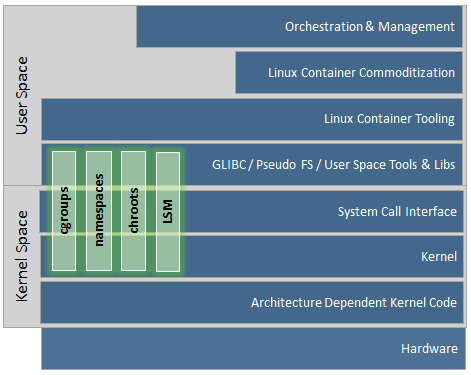 Orchestration & Management
Linux Container Commoditization
Linux Container Tooling
GLIBC / Pseudo FS / User Space Tools & Libs
System Call Interface
Kernel
Architecture Dependent Kernel Code
Hardware
User Space
Kernel Space
cgroups
namespaces
chroots
LSM